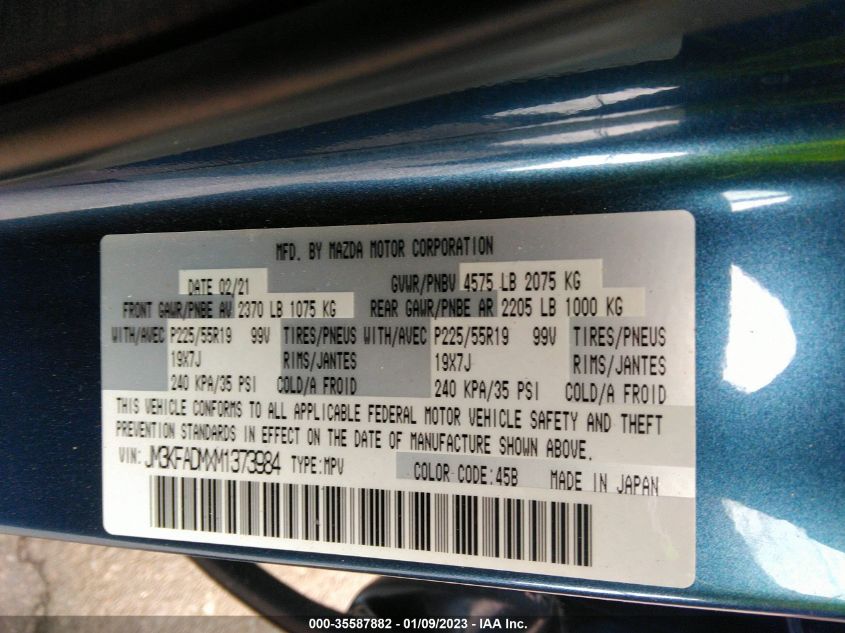 MFD. BY MAZDA MOTOR CORPORATION
DATE 02/21 GVWR/PNBV 4575 LB 2075 KG
FRONT GAWR/PNBE AV 2370 LB 1075 KG REAR GAWR/PNBE AR 2205 LB 1000 KG
WITH/AVEC P225/55R19 99V TIRES/PNEUS WITH/AVEC P225/55R19 99V TIRES/PNEUS
19X7J RIMS/JANTES 19X7J RIMS/JANTES
240 KPA/35 PSI COLD/A FROID 240 KPA/35 PSI COLD/A FROID
THIS VEHICLE CONFORMS TO ALL APPLICABLE FEDERAL MOTOR VEHICLE SAFETY AND THEFT
PREVENTION STANDARDS IN EFFECT ON THE DATE OF MANUFACTURE SHOWN ABOVE.
VIN: JM3KFADMXM1373984 TYPE:MPV COLOR CODE:45B MADE IN JAPAN
000-35587882 - 01/09/2023 - © IAA Inc.